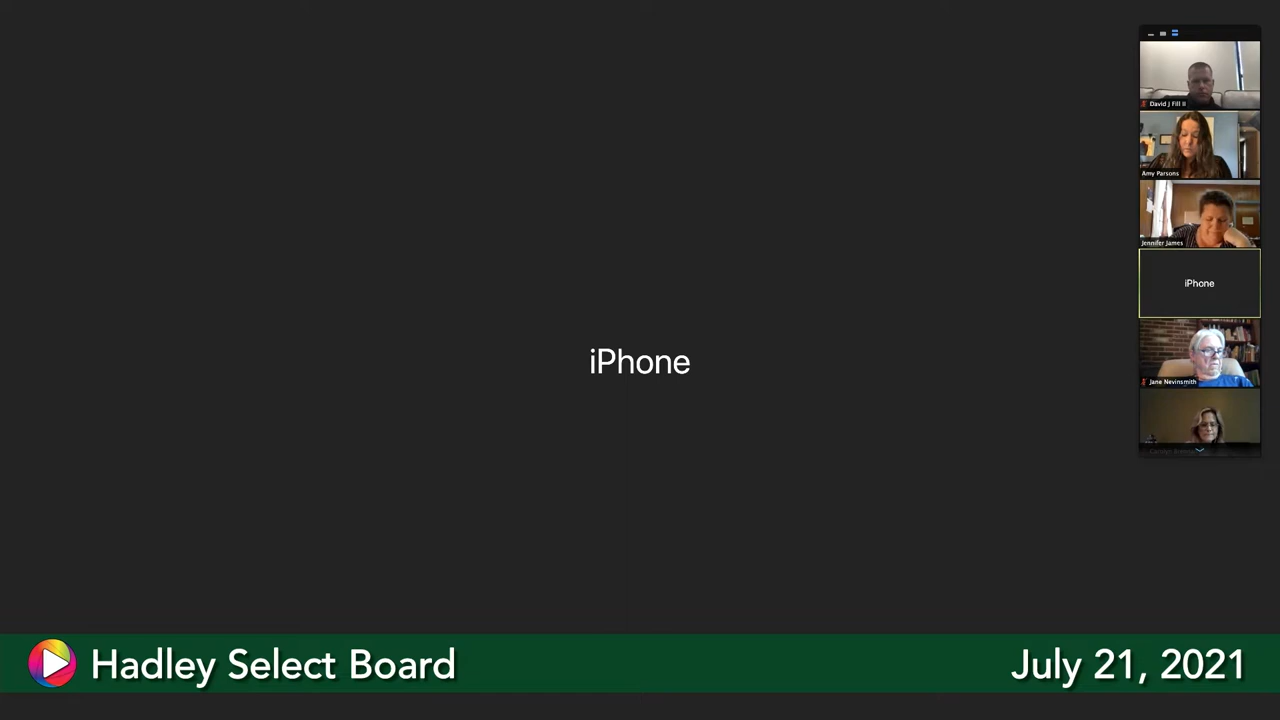 David J Fill II
Amy Parsons
Jennifer James
iPhone
iPhone
Jane Nevinsmith
Hadley Select Board
July 21, 2021